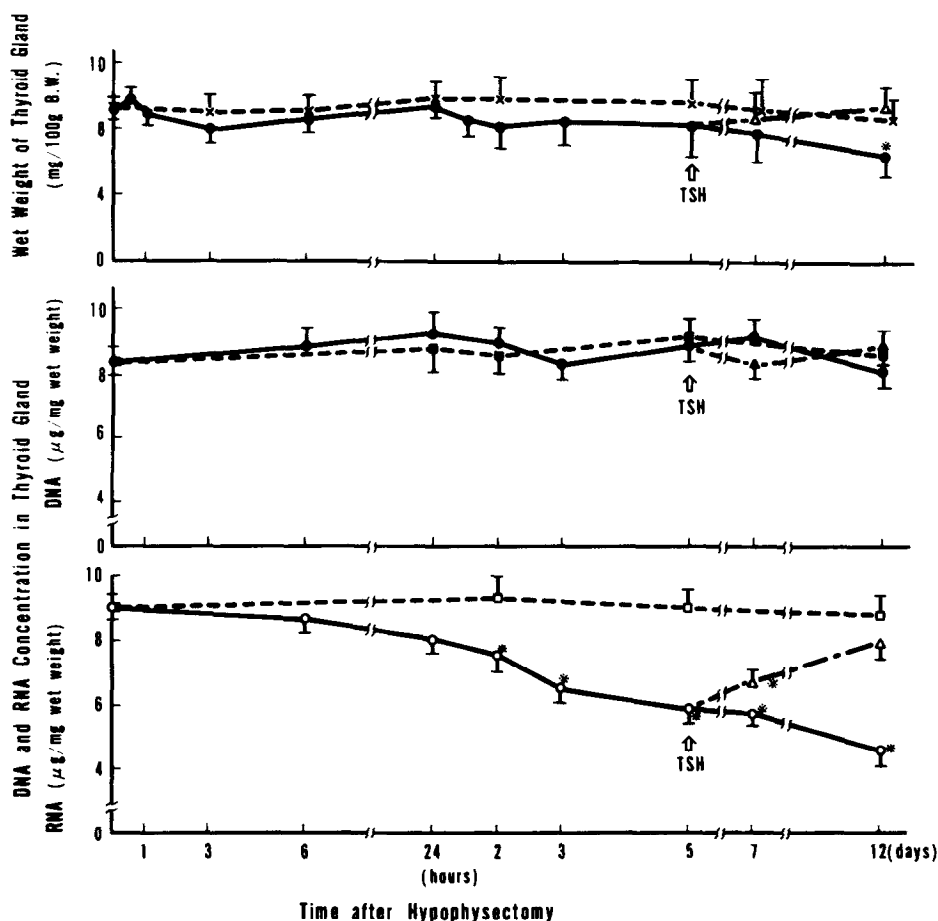 Wet Weight of Thyroid Gland
(mg/100g B.W.)
10
8
4
0
TSH
*
DNA and RNA Concentration in Thyroid Gland
DNA (μg/mg wet weight)
10
8
6
4
0
TSH
RNA (μg/mg wet weight)
10
8
6
4
0
*
*
*
*
*
*
TSH
1 3 6 24 2 3 5 7 12(days)
(hours)
Time after Hypophysectomy